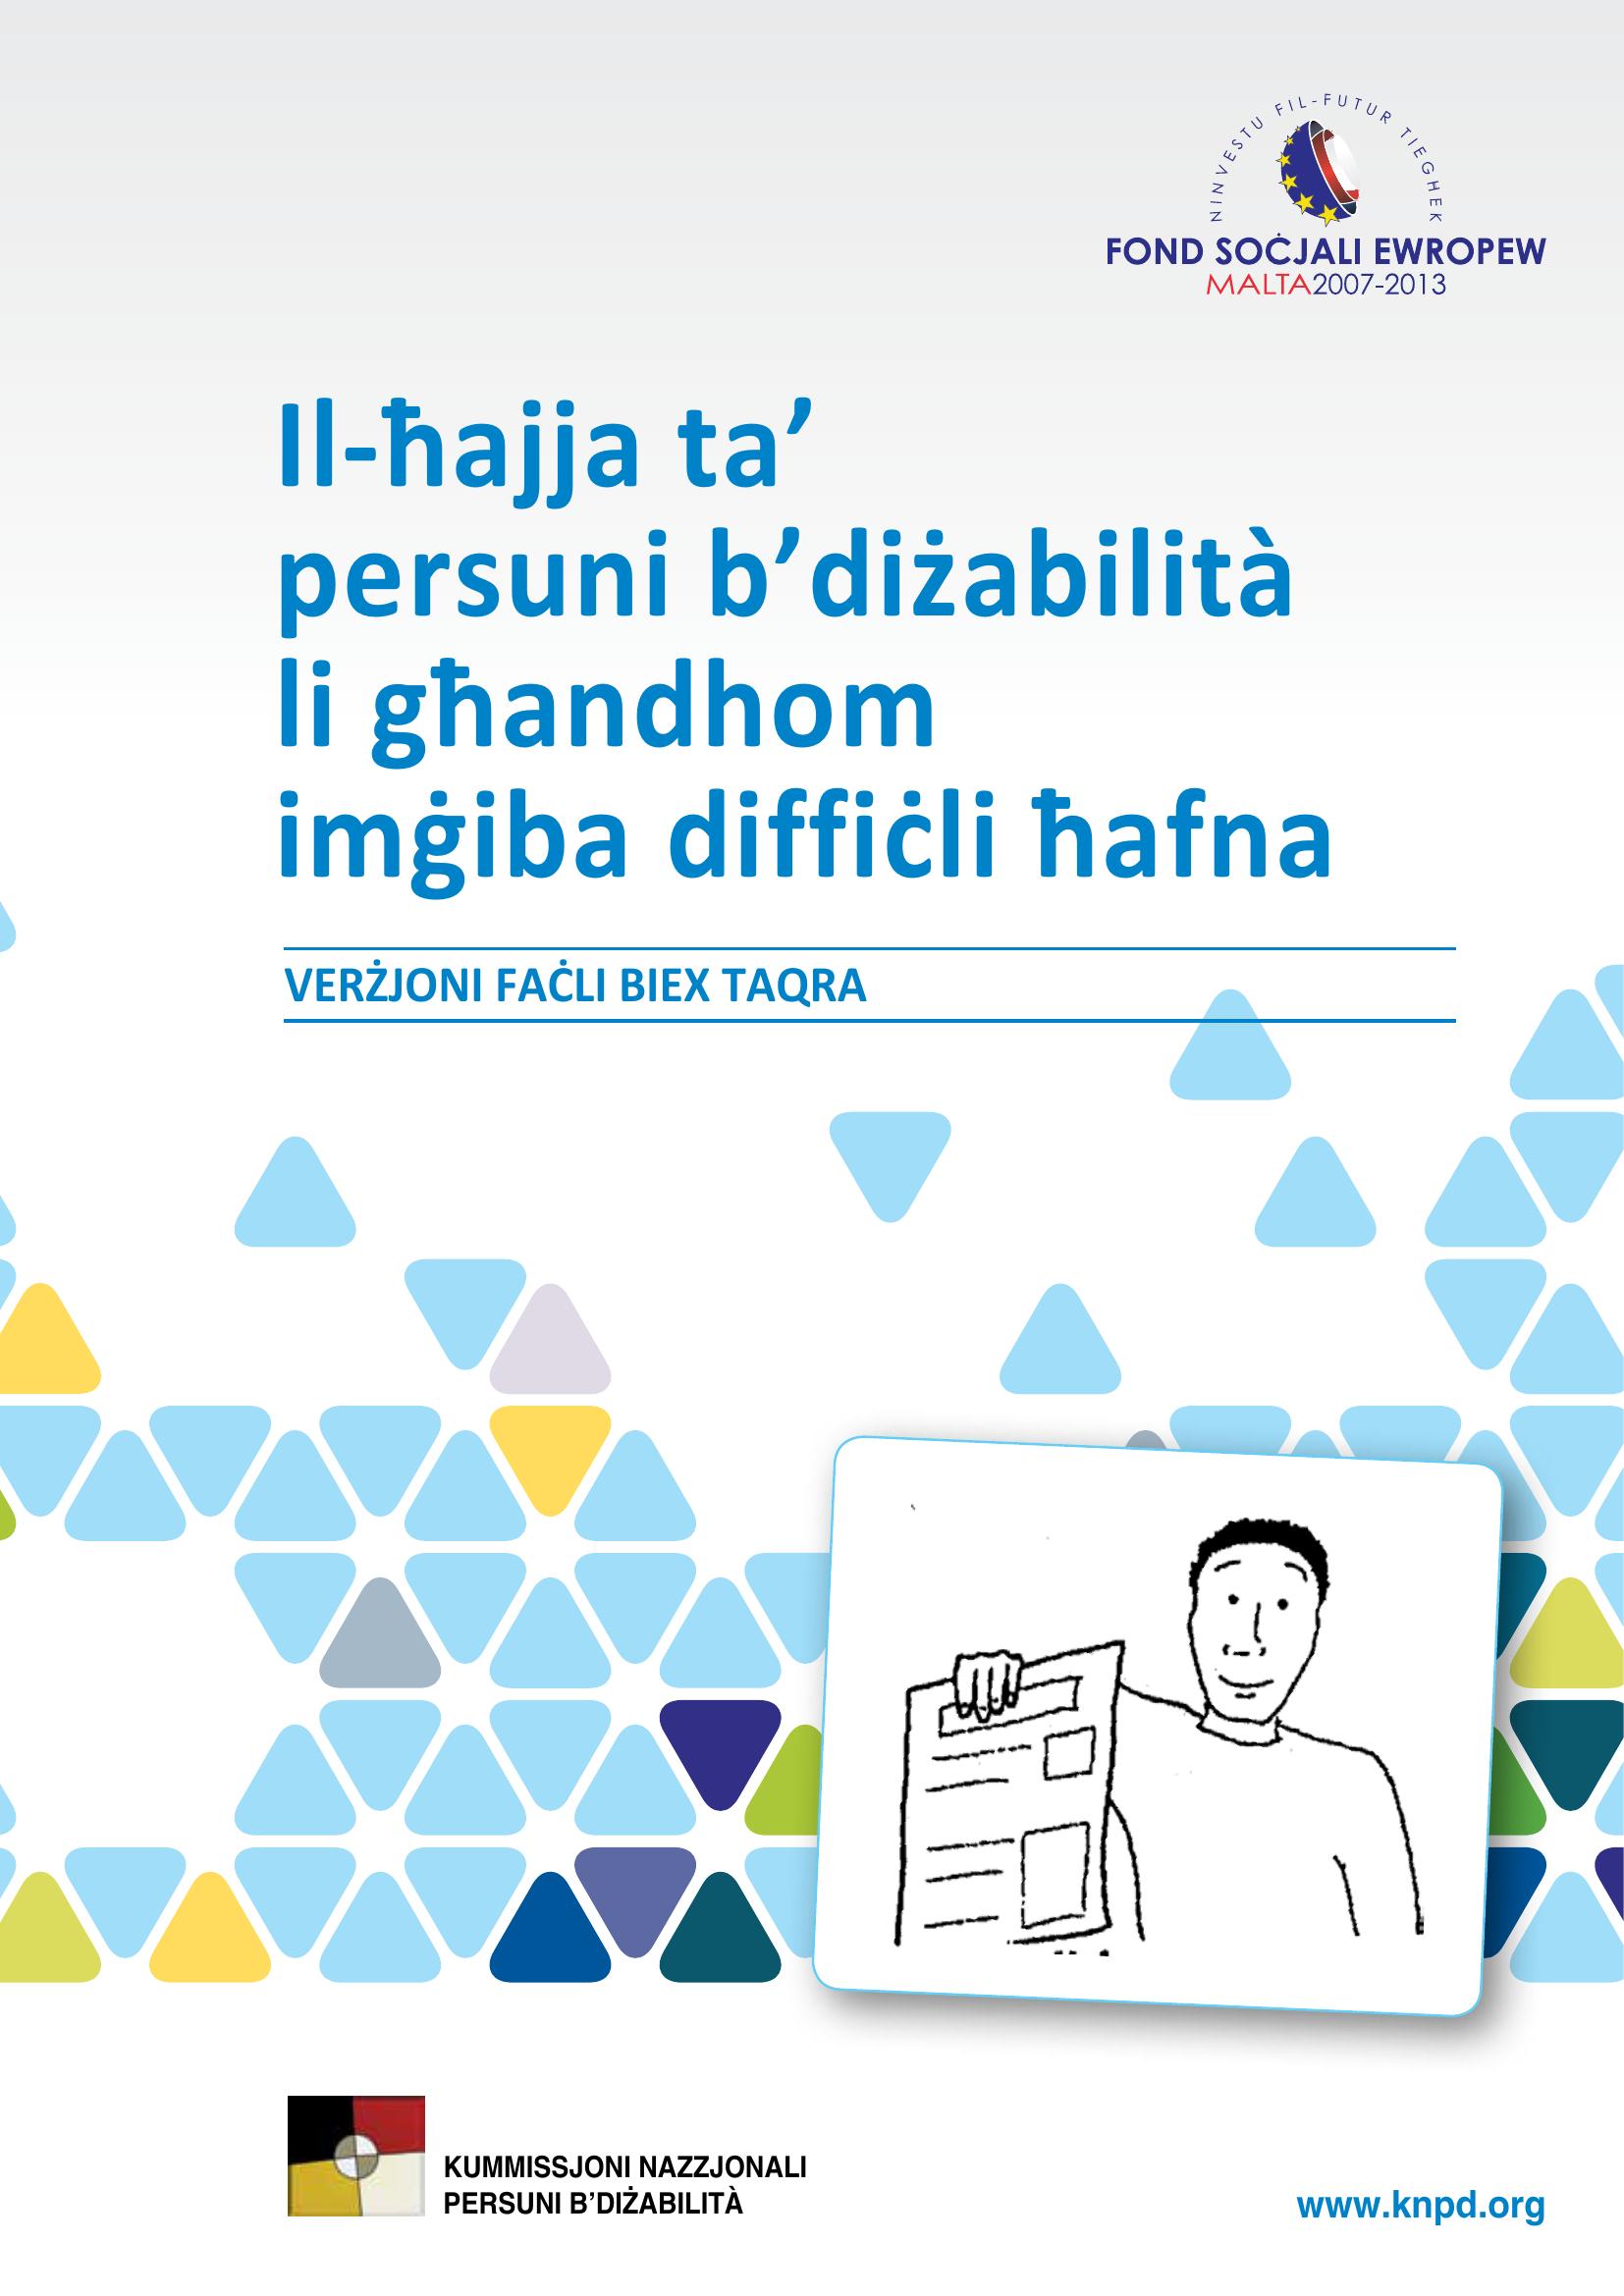 NINVESTU FIL-FUTUR TIEGHEK
FOND SOĊJALI EWROPEW
MALTA2007-2013
Il-ħajja ta’
persuni b’diżabilità
li għandhom
imġiba diffiċli ħafna
VERŻJONI FAĊLI BIEX TAQRA
KUMMISSJONI NAZZJONALI
PERSUNI B’DIŻABILITÀ
www.knpd.org